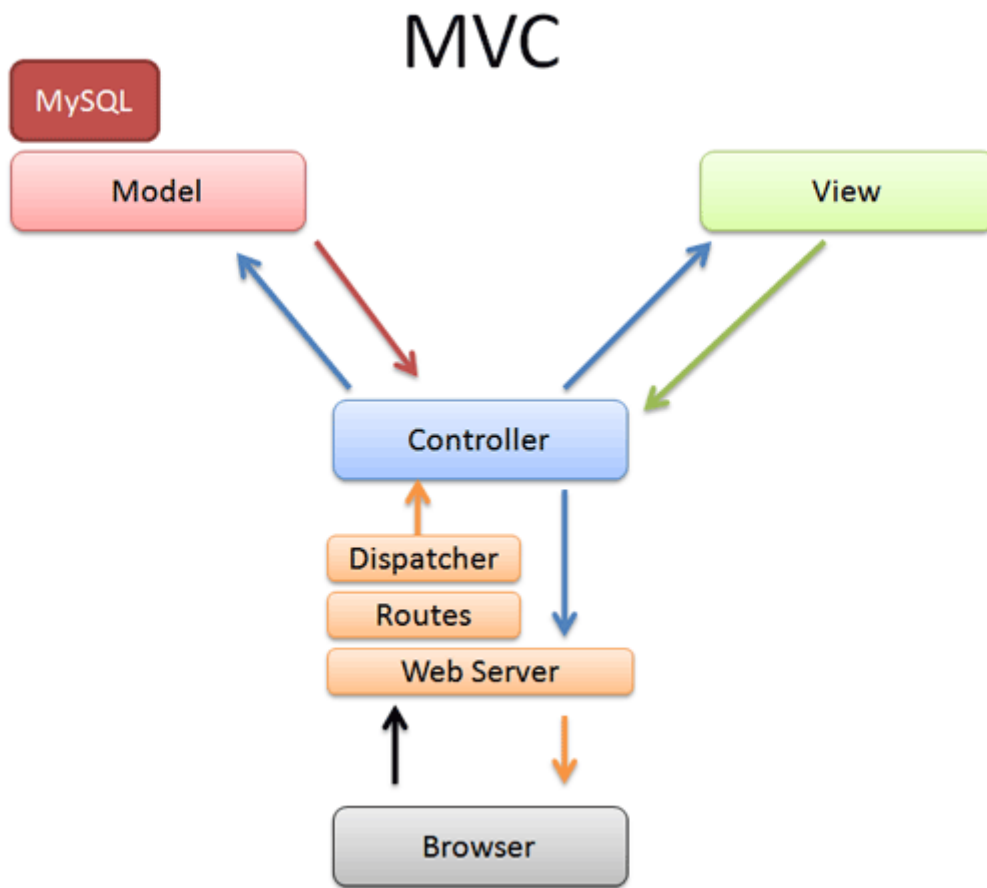 MVC
MySQL
Model
View
Controller
Dispatcher
Routes
Web Server
Browser